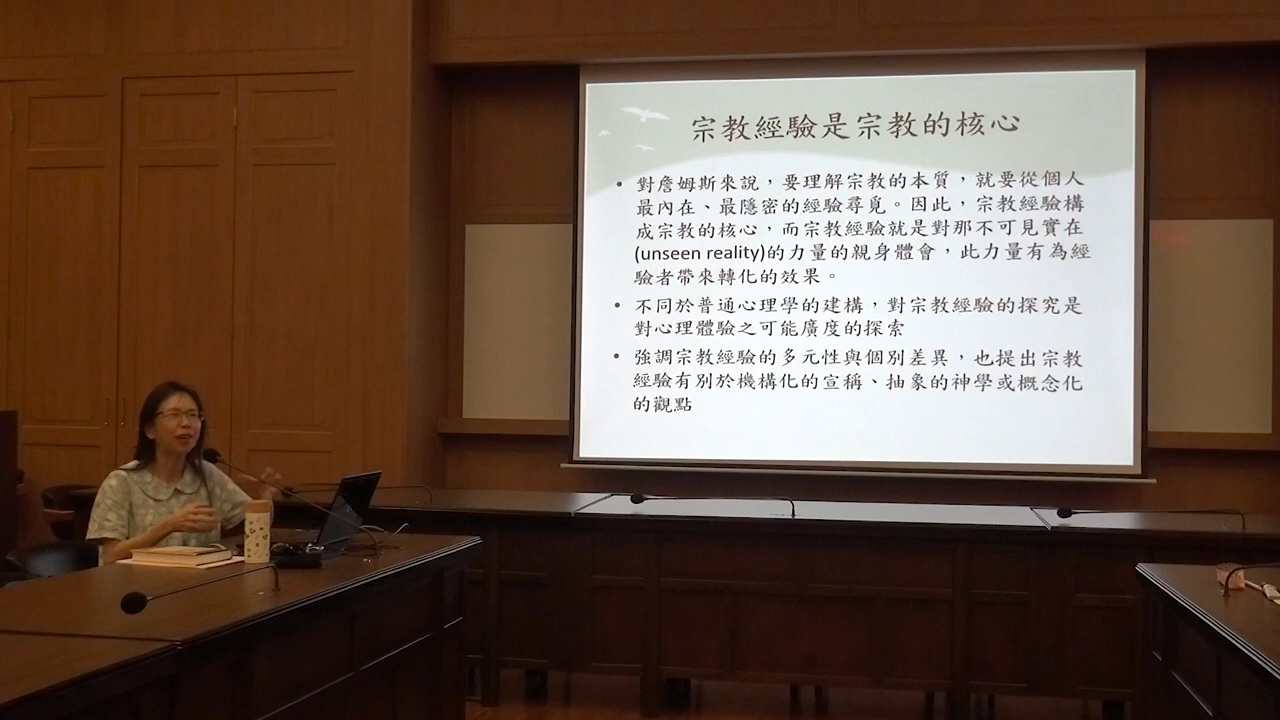 宗教經驗是宗教的核心
• 對詹姆斯來說，要理解宗教的本質，就要從個人
最內在、最隱密的經驗尋覓。因此，宗教經驗構
成宗教的核心，而宗教經驗就是對那不可見實在
(unseen reality)的力量的親身體會，此力量有為經
驗者帶來轉化的效果。
• 不同於普通心理學的建構，對宗教經驗的探究是
對心理體驗之可能廣度的探索
• 強調宗教經驗的多元性與個別差異，也提出宗教
經驗有別於機構化的宣稱、抽象的神學或概念化
的觀點